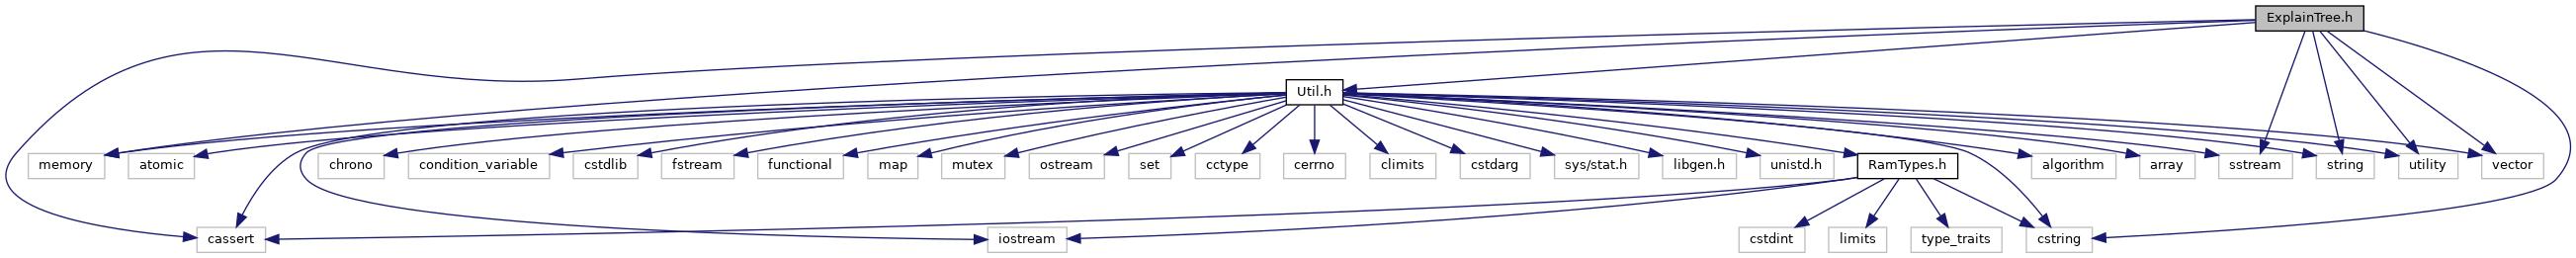 ExplainTree.h
Util.h
memory
atomic
chrono
condition_variable
cstdlib
fstream
functional
map
mutex
ostream
set
cctype
cerrno
climits
cstdarg
sys/stat.h
libgen.h
unistd.h
RamTypes.h
algorithm
array
sstream
string
utility
vector
cassert
iostream
cstdint
limits
type_traits
cstring